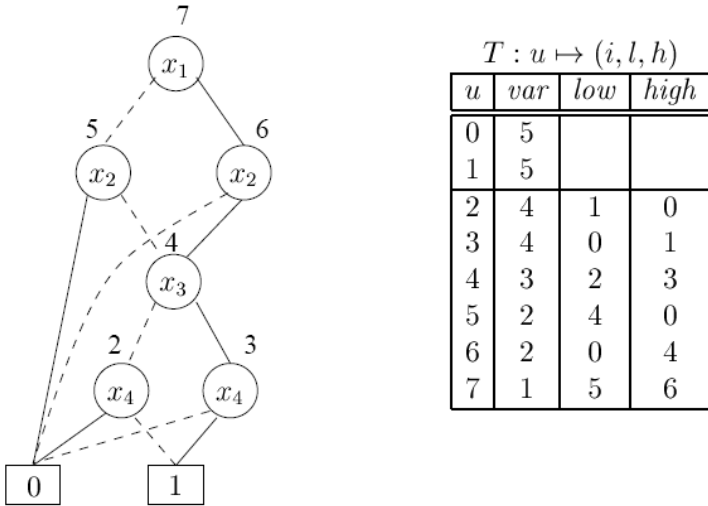 7
x1
5
6
x2
x2
4
x3
2
3
x4
x4
0
1
T : u ↦ (i, l, h)
u var low high
0 5
1 5
2 4 1 0
3 4 0 1
4 3 2 3
5 2 4 0
6 2 0 4
7 1 5 6